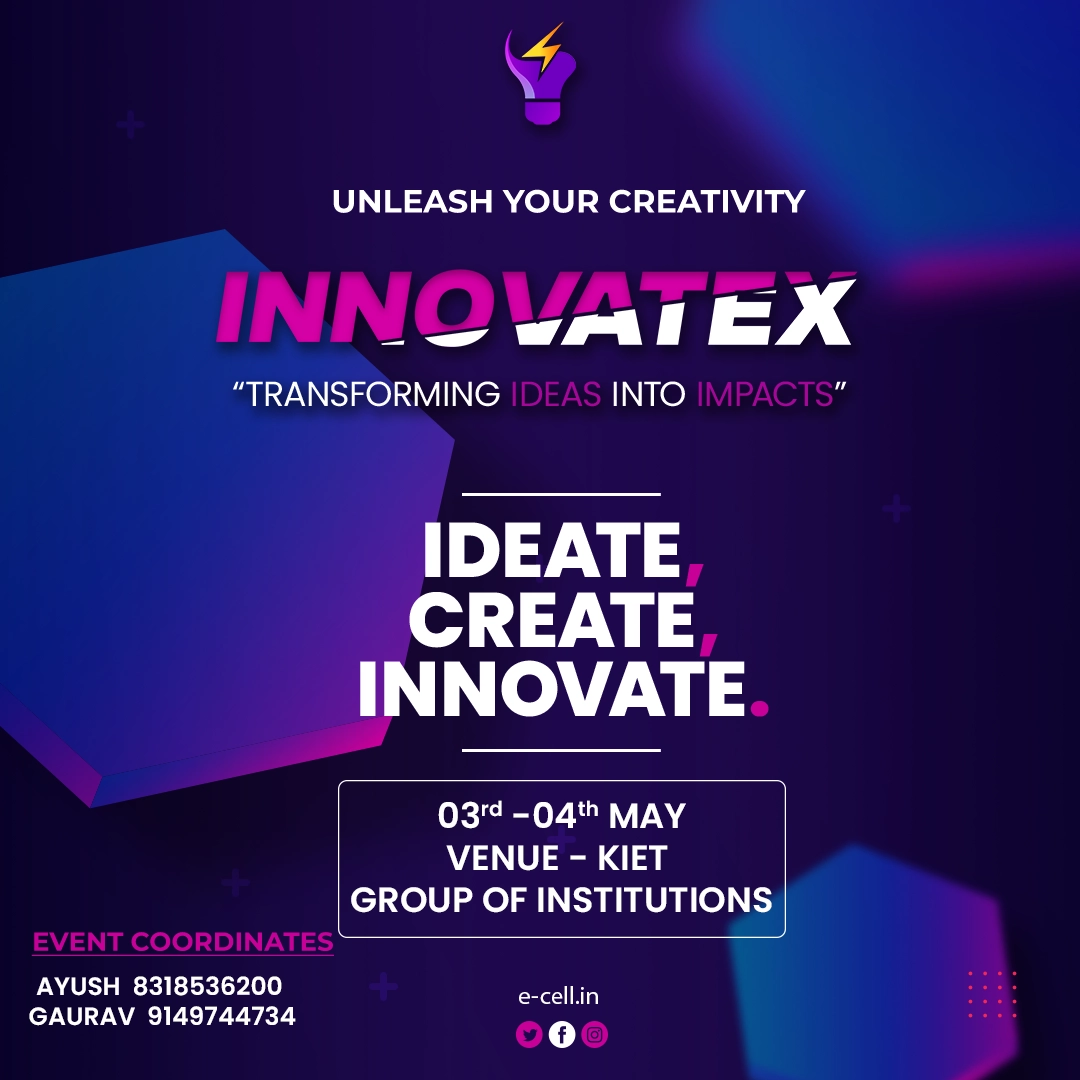 UNLEASH YOUR CREATIVITY
INNOVATEX
“TRANSFORMING IDEAS INTO IMPACTS”
IDEATE,
CREATE,
INNOVATE.
03rd -04th MAY
VENUE - KIET
GROUP OF INSTITUTIONS
EVENT COORDINATES
AYUSH 8318536200
GAURAV 9149744734
e-cell.in